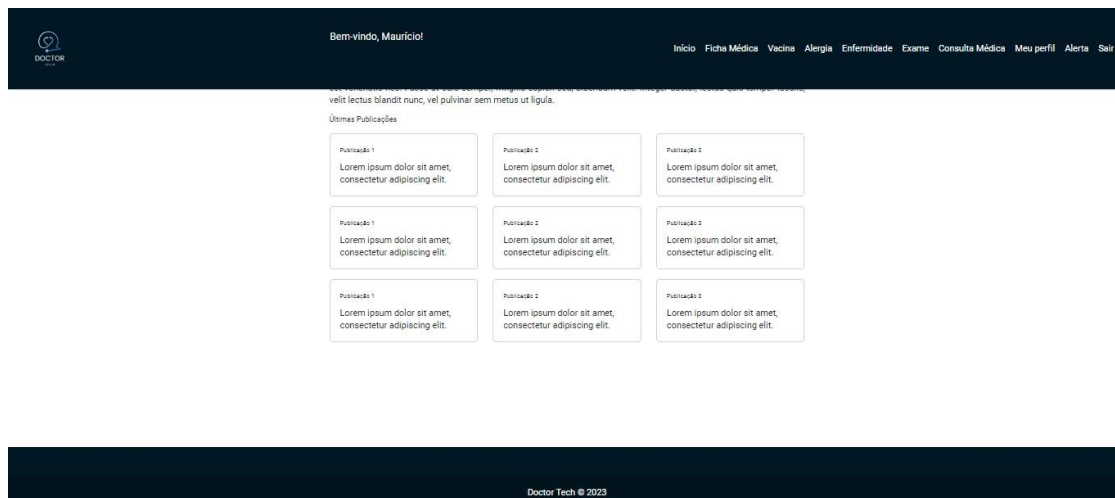 Bem-vindo, Maurício!
Início Ficha Médica Vacina Alergia Enfermidade Exame Consulta Médica Meu perfil Alerta Sair
DOCTOR
TECH
velit lectus blandit nunc, vel pulvinar sem metus ut ligula.
Últimas Publicações
Publicação 1
Lorem ipsum dolor sit amet,
consectetur adipiscing elit.
Publicação 2
Lorem ipsum dolor sit amet,
consectetur adipiscing elit.
Publicação 3
Lorem ipsum dolor sit amet,
consectetur adipiscing elit.
Publicação 1
Lorem ipsum dolor sit amet,
consectetur adipiscing elit.
Publicação 2
Lorem ipsum dolor sit amet,
consectetur adipiscing elit.
Publicação 3
Lorem ipsum dolor sit amet,
consectetur adipiscing elit.
Publicação 1
Lorem ipsum dolor sit amet,
consectetur adipiscing elit.
Publicação 2
Lorem ipsum dolor sit amet,
consectetur adipiscing elit.
Publicação 3
Lorem ipsum dolor sit amet,
consectetur adipiscing elit.
Doctor Tech © 2023